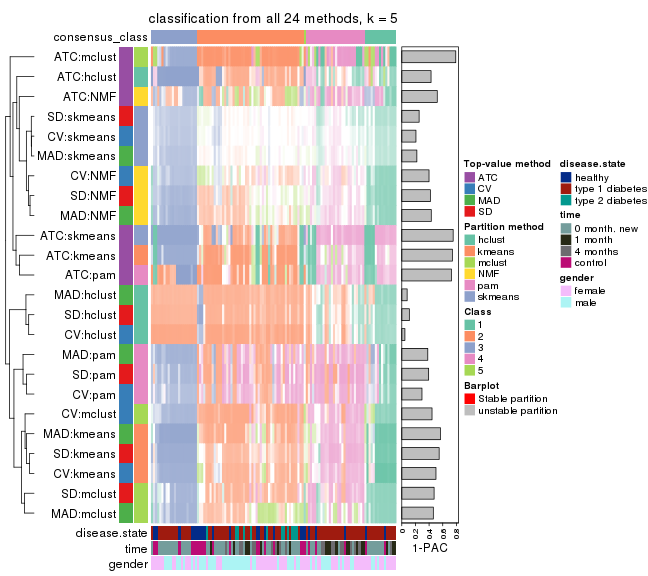 classification from all 24 methods, k = 5
consensus_class
ATC:mclust
ATC:hclust
ATC:NMF
SD:skmeans
CV:skmeans
MAD:skmeans
CV:NMF
SD:NMF
MAD:NMF
ATC:skmeans
ATC:kmeans
ATC:pam
MAD:hclust
SD:hclust
CV:hclust
MAD:pam
SD:pam
CV:pam
CV:mclust
MAD:kmeans
SD:kmeans
CV:kmeans
SD:mclust
MAD:mclust
disease.state
time
gender
0
0.2
0.4
0.6
0.8
1-PAC
Top-value method
ATC
CV
MAD
SD
Partition method
hclust
kmeans
mclust
NMF
pam
skmeans
Class
1
2
3
4
5
Barplot
Stable partition
unstable partition
disease.state
healthy
type 1 diabetes
type 2 diabetes
time
0 month. new
1 month
4 months
control
gender
female
male